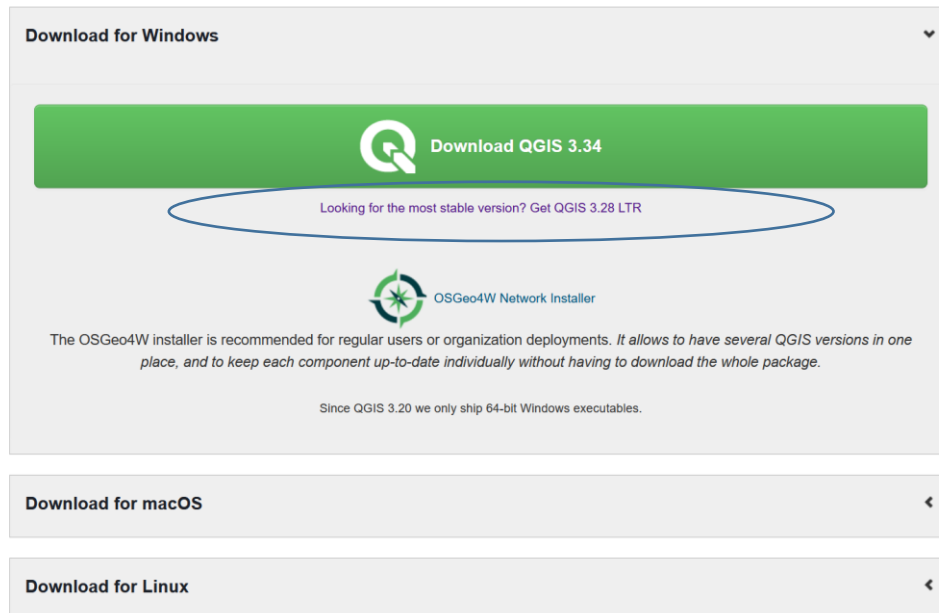 Download for Windows
Download QGIS 3.34
Looking for the most stable version? Get QGIS 3.28 LTR
OSGeo4W Network Installer
The OSGeo4W installer is recommended for regular users or organization deployments. It allows to have several QGIS versions in one
place, and to keep each component up-to-date individually without having to download the whole package.
Since QGIS 3.20 we only ship 64-bit Windows executables.
Download for macOS
Download for Linux